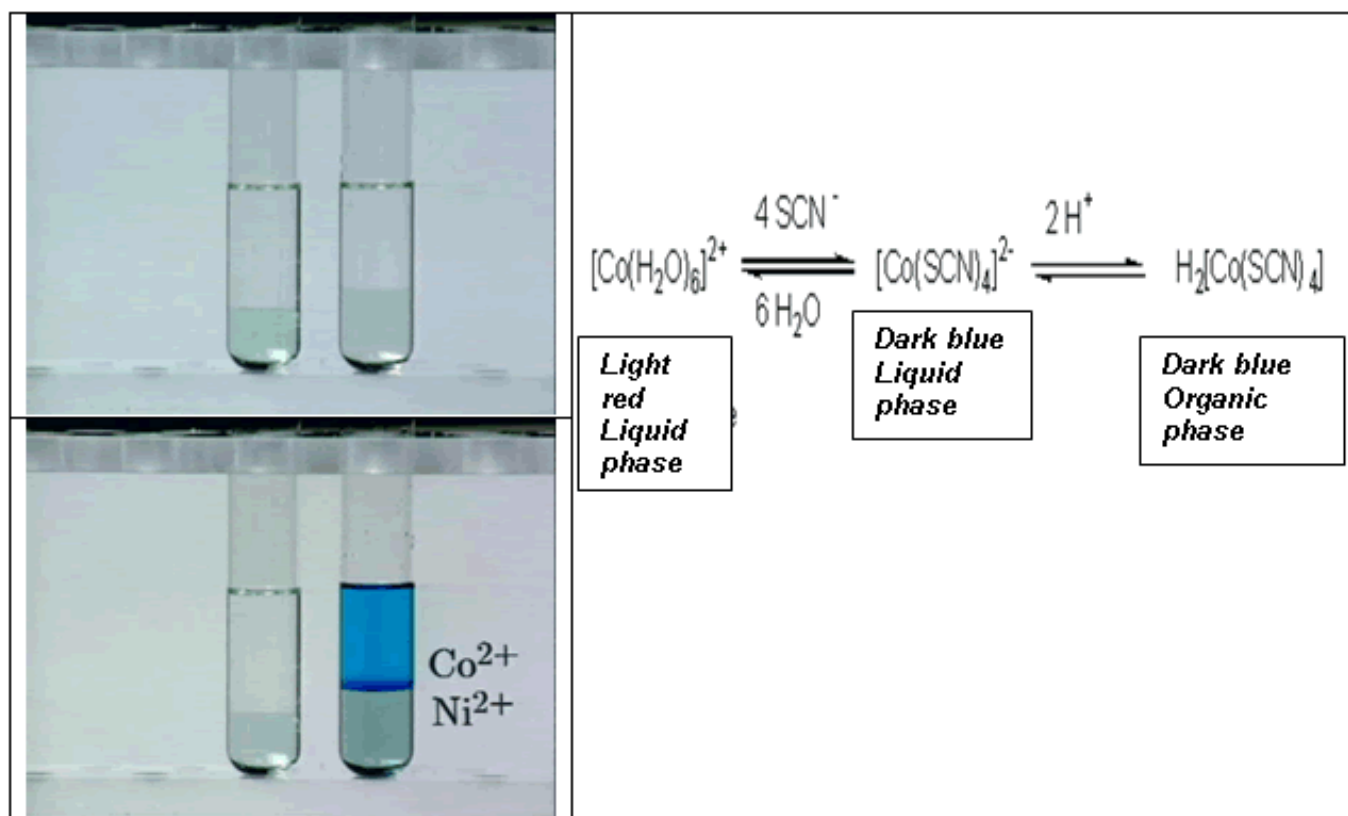 4 SCN⁻
2 H⁺
[Co(H₂O)₆]²⁺
[Co(SCN)₄]²⁻
H₂[Co(SCN)₄]
6 H₂O
Light
red
Liquid
phase
Dark blue
Liquid
phase
Dark blue
Organic
phase
Co²⁺
Ni²⁺